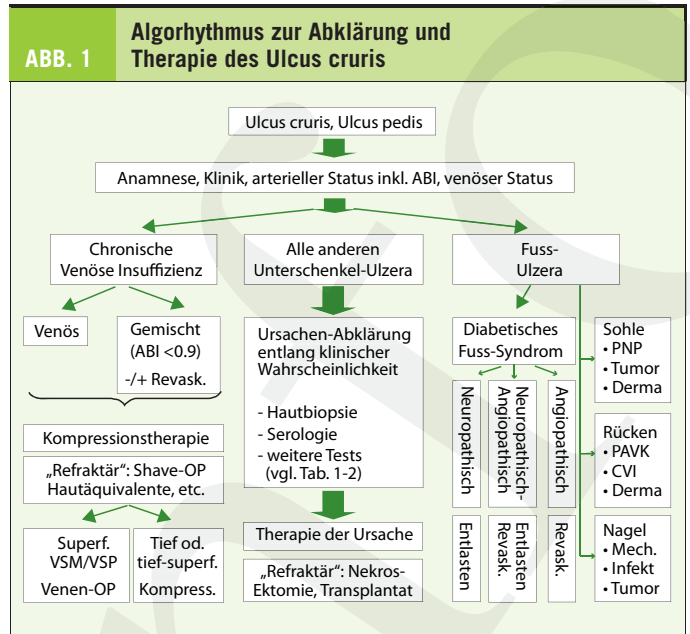 ABB. 1
Algorhythmus zur Abklärung und
Therapie des Ulcus cruris
Ulcus cruris, Ulcus pedis
Anamnese, Klinik, arterieller Status inkl. ABI, venöser Status
Chronische
Venöse Insuffizienz
Venös
Gemischt
(ABI <0.9)
-/+ Revask.
Kompressionstherapie
„Refraktär“: Shave-OP
Hautäquivalente, etc.
Superf.
VSM/VSP
Venen-OP
Tief od.
tief-superf.
Kompress.
Alle anderen
Unterschenkel-Ulzera
Ursachen-Abklärung
entlang klinischer
Wahrscheinlichkeit
- Hautbiopsie
- Serologie
- weitere Tests
(vgl. Tab. 1-2)
Therapie der Ursache
„Refraktär“: Nekros-
Ektomie, Transplantat
Fuss-
Ulzera
Diabetisches
Fuss-Syndrom
Neuropathisch
Entlasten
Neuropathisch-
Angiopathisch
Entlasten
Revask.
Angiopathisch
Revask.
Sohle
• PNP
• Tumor
• Derma
Rücken
• PAVK
• CVI
• Derma
Nagel
• Mech.
• Infekt
• Tumor